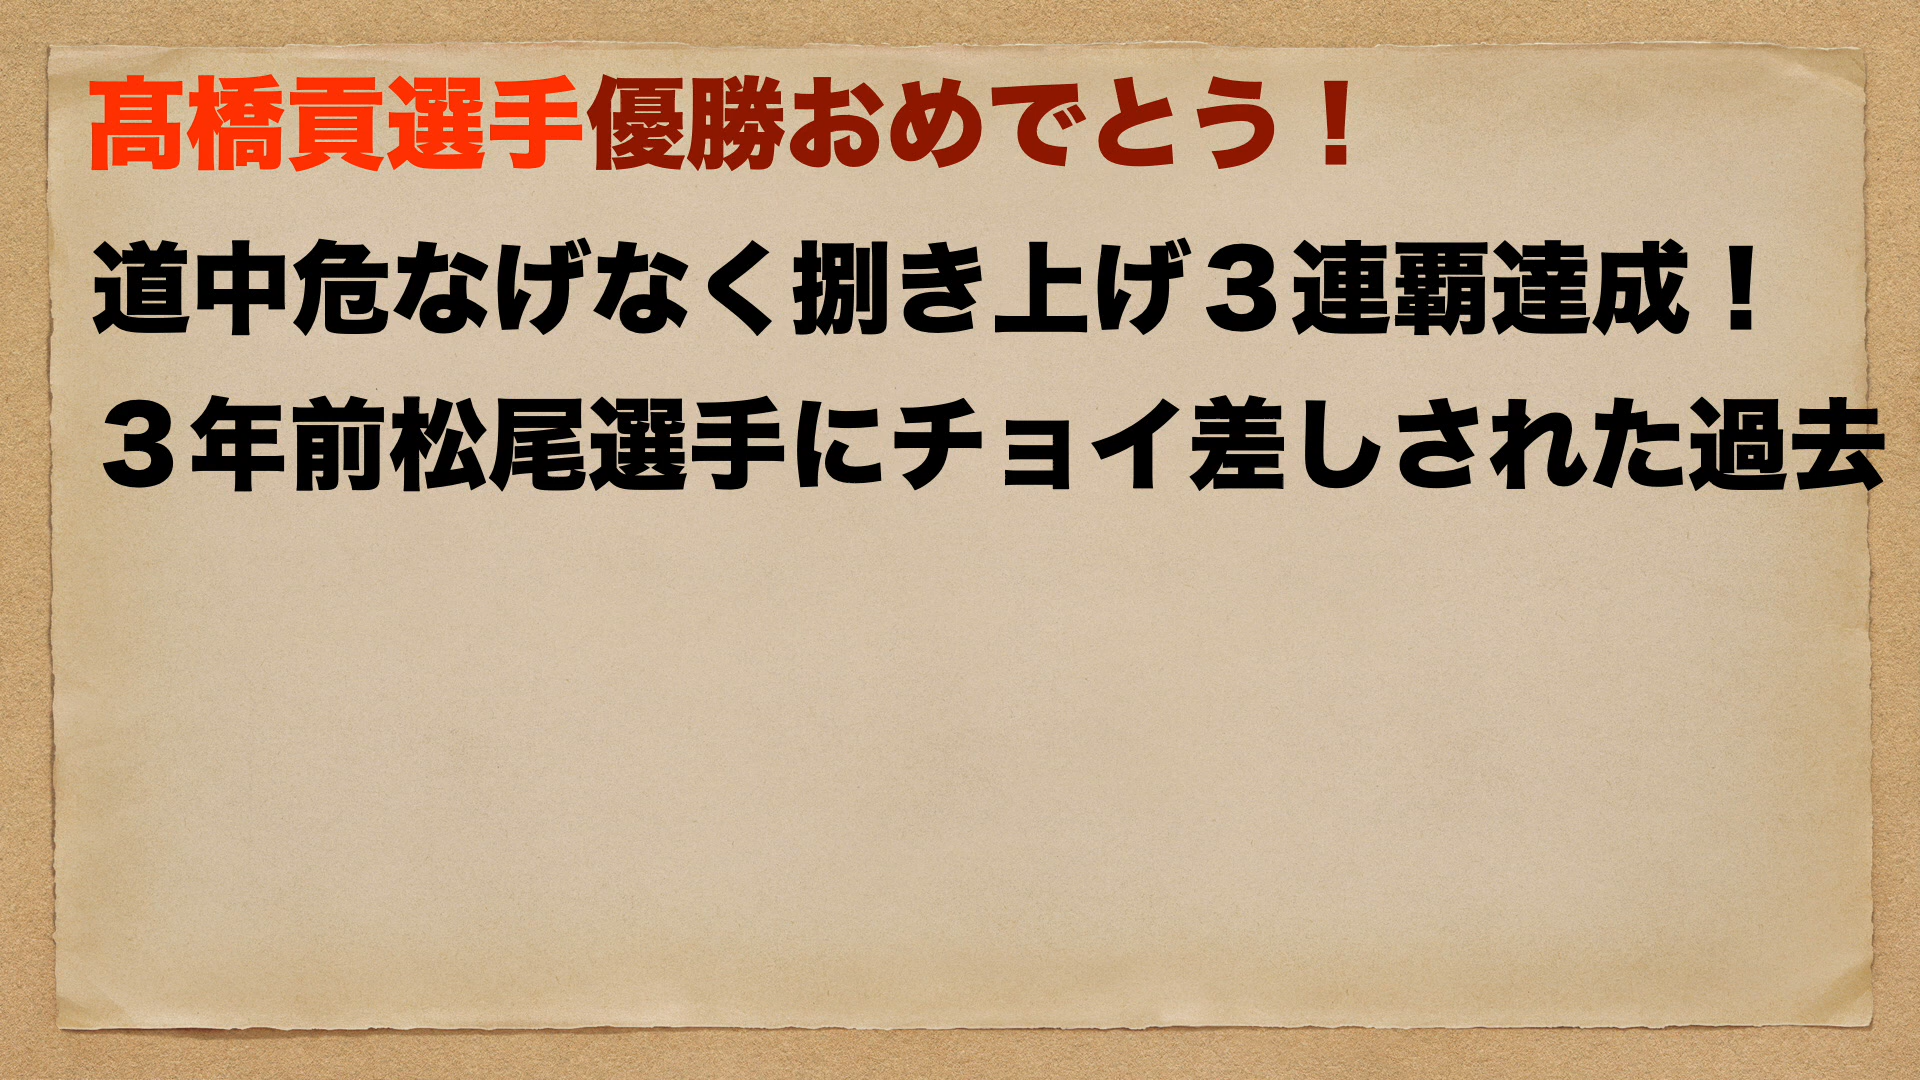 髙橋貢選手優勝おめでとう！
道中危なげなく捌き上げ３連覇達成！
３年前松尾選手にチョイ差しされた過去